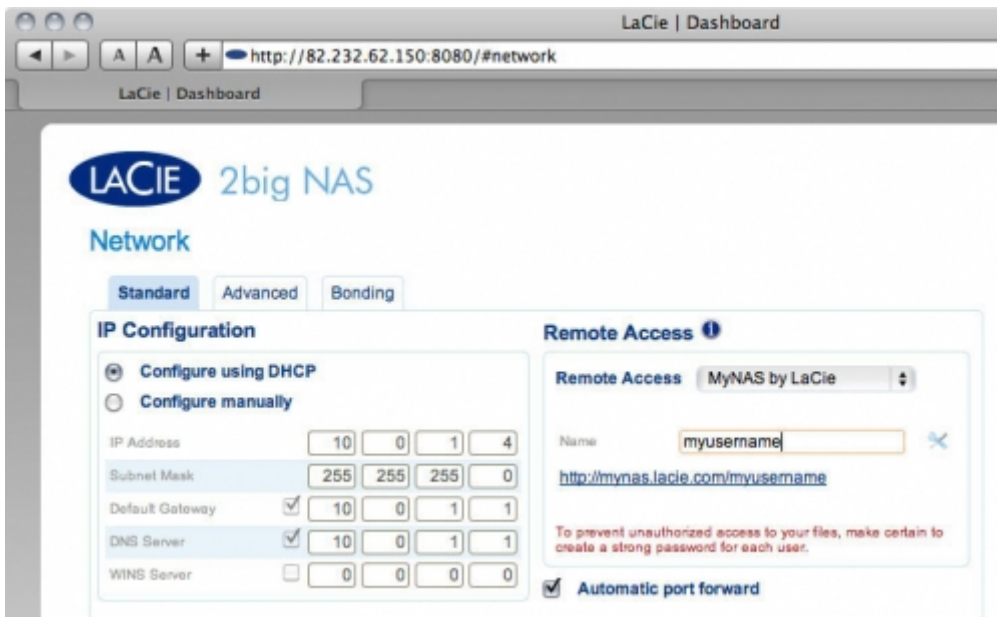 LaCie | Dashboard
A A + http://82.232.62.150:8080/#network
LaCie | Dashboard
LACIE 2big NAS
Network
Standard Advanced Bonding
IP Configuration
Configure using DHCP
Configure manually
IP Address 10 0 1 4
Subnet Mask 255 255 255 0
Default Gateway 10 0 1 1
DNS Server 10 0 1 1
WINS Server 0 0 0 0
Remote Access i
Remote Access MyNAS by LaCie
Name myusername
http://mynas.lacie.com/myusername
To prevent unauthorized access to your files, make certain to
create a strong password for each user.
Automatic port forward